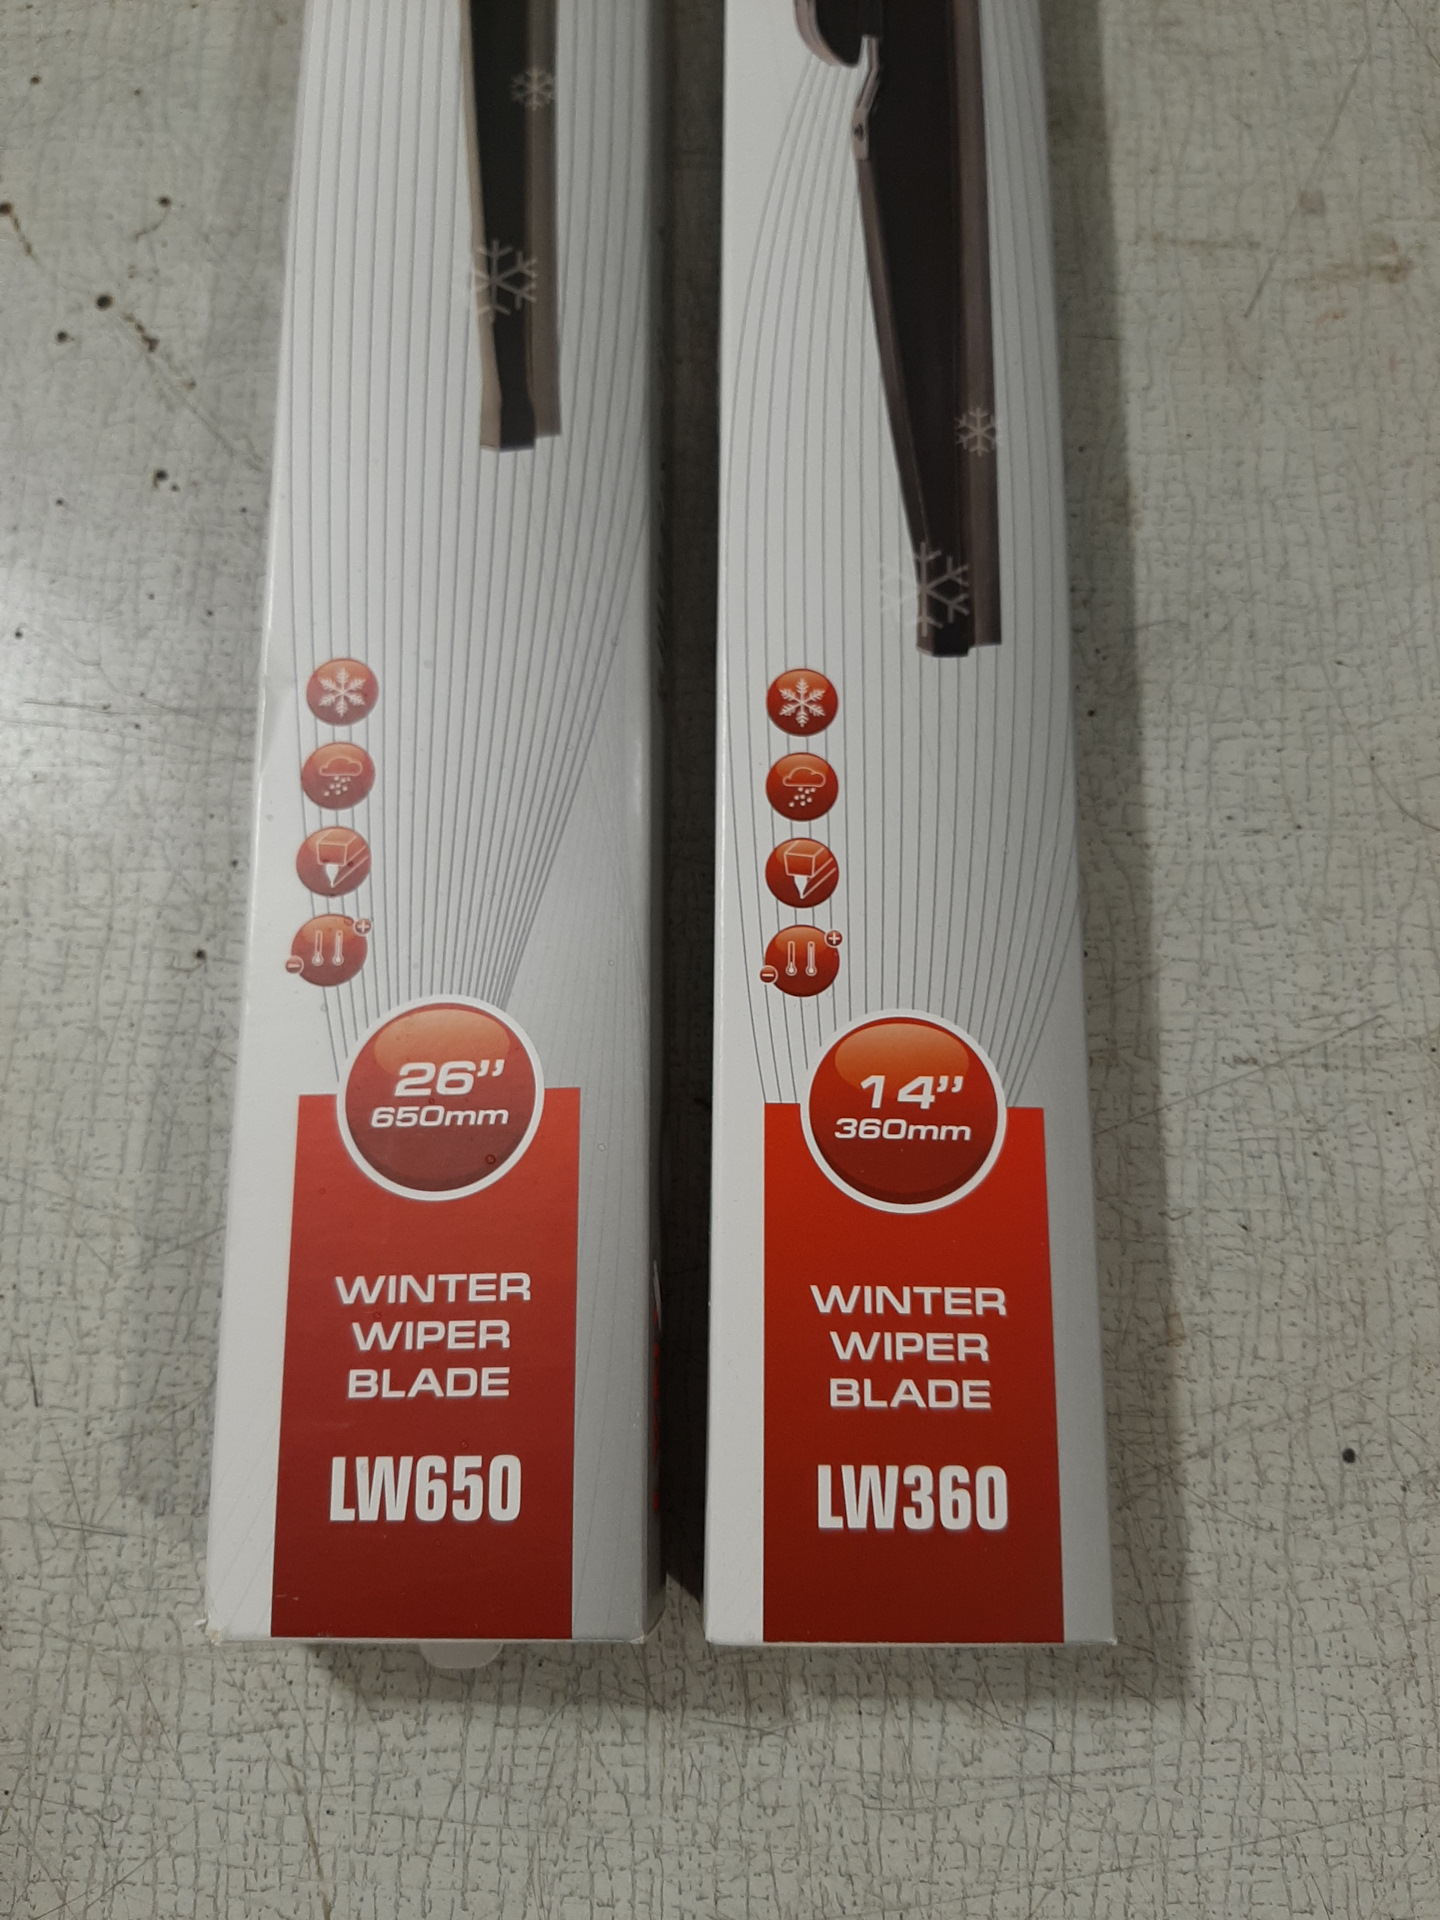 26”
650mm
WINTER
WIPER
BLADE
LW650
14”
360mm
WINTER
WIPER
BLADE
LW360